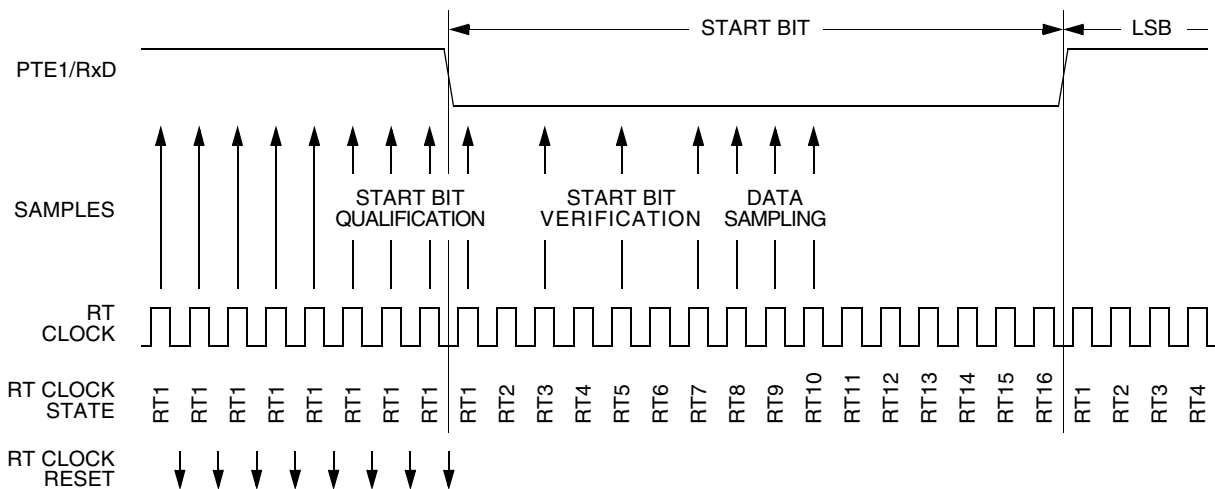 START BIT
LSB
PTE1/RxD
SAMPLES
START BIT
QUALIFICATION
START BIT
VERIFICATION
DATA
SAMPLING
RT
CLOCK
RT CLOCK
STATE
RT1 RT1 RT1 RT1 RT1 RT1 RT1 RT1 RT1 RT2 RT3 RT4 RT5 RT6 RT7 RT8 RT9 RT10 RT11 RT12 RT13 RT14 RT15 RT16 RT1 RT2 RT3 RT4
RT CLOCK
RESET